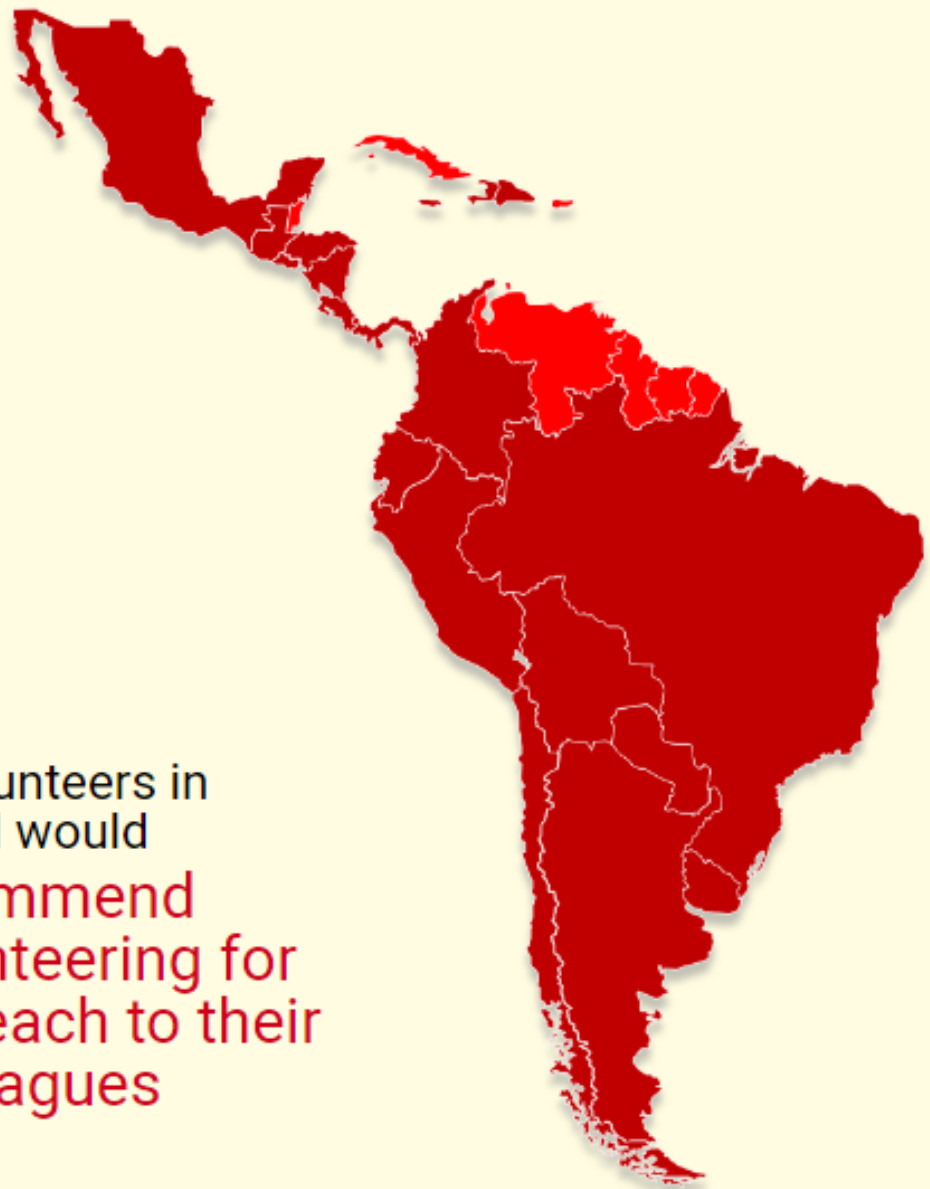 unteers in
would
mmend
nteering for
each to their
agues